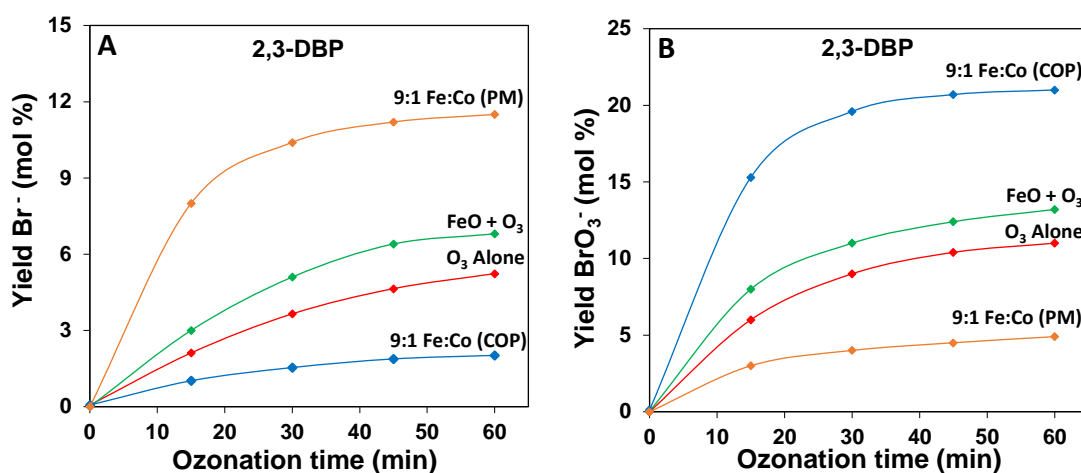 A
2,3-DBP
Yield Br⁻ (mol %)
15
12
9
6
3
0
9:1 Fe:Co (PM)
FeO + O₃
O₃ Alone
9:1 Fe:Co (COP)
0 10 20 30 40 50 60
Ozonation time (min)
B
2,3-DBP
Yield BrO₃⁻ (mol %)
25
20
15
10
5
0
9:1 Fe:Co (COP)
FeO + O₃
O₃ Alone
9:1 Fe:Co (PM)
0 10 20 30 40 50 60
Ozonation time (min)